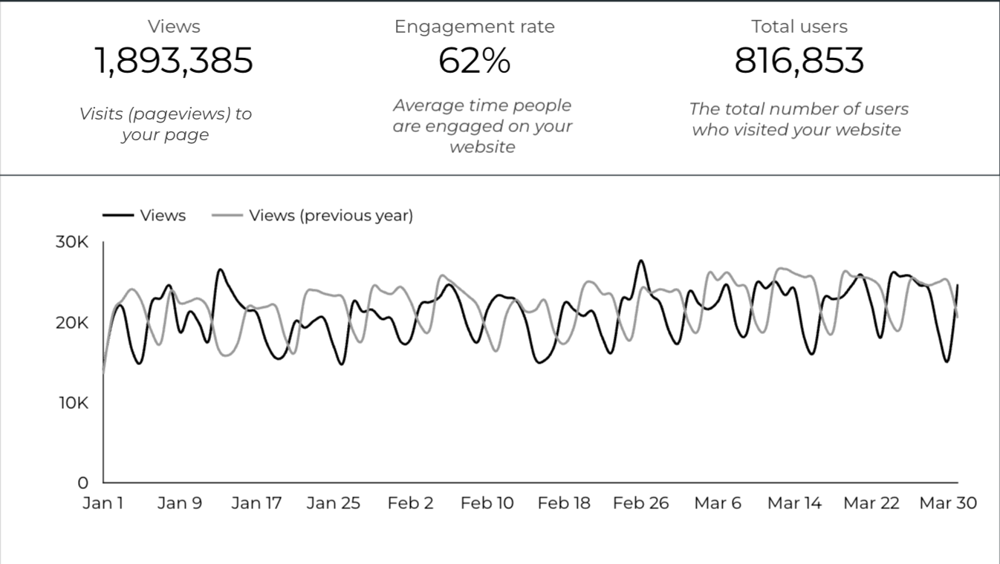 Views
1,893,385
Visits (pageviews) to
your page
Engagement rate
62%
Average time people
are engaged on your
website
Total users
816,853
The total number of users
who visited your website
Views
Views (previous year)
30K
20K
10K
0
Jan 1
Jan 9
Jan 17
Jan 25
Feb 2
Feb 10
Feb 18
Feb 26
Mar 6
Mar 14
Mar 22
Mar 30